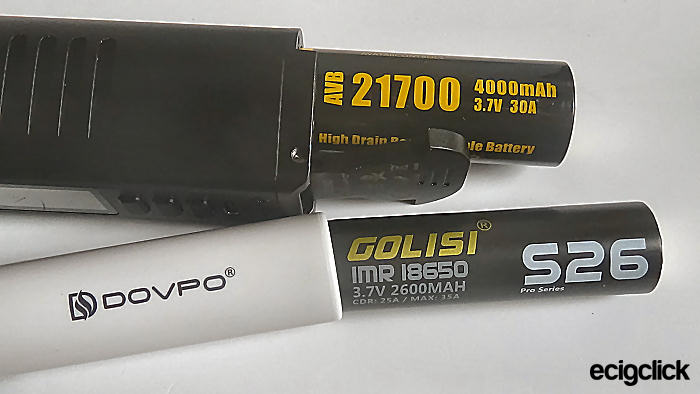 AVB 21700 4000mAh
3.7V 30A
High Drain Battery
GOLISI®
IMR 18650
3.7V 2600MAH
CDR: 25A / MAX: 35A
S26
Pro Series
DOVPO®
ecigclick